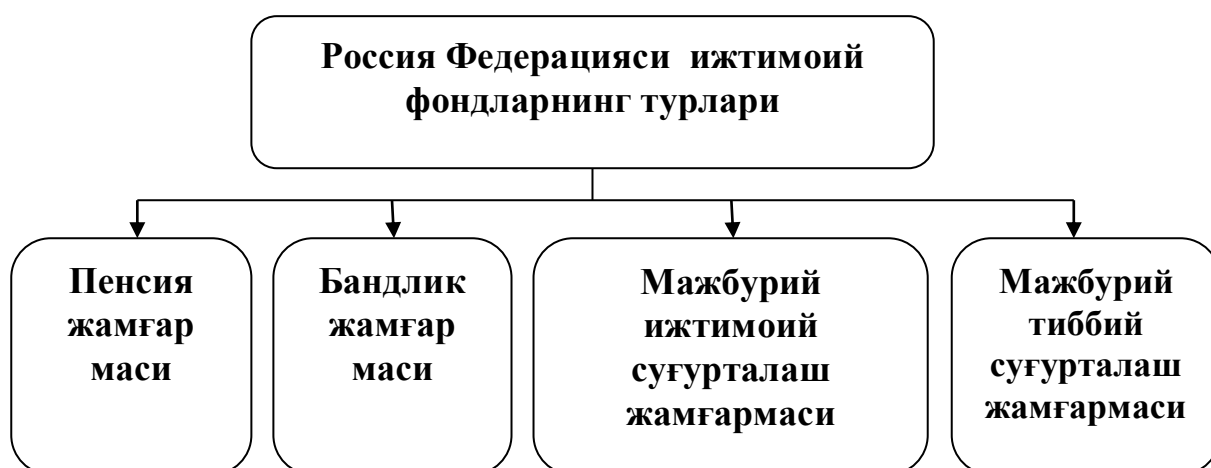 Россия Федерацияси ижтимоий
фондларнинг турлари
Пенсия
жамғар
маси
Бандлик
жамғар
маси
Мажбурий
ижтимоий
суғурталаш
жамғармаси
Мажбурий
тиббий
суғурталаш
жамғармаси